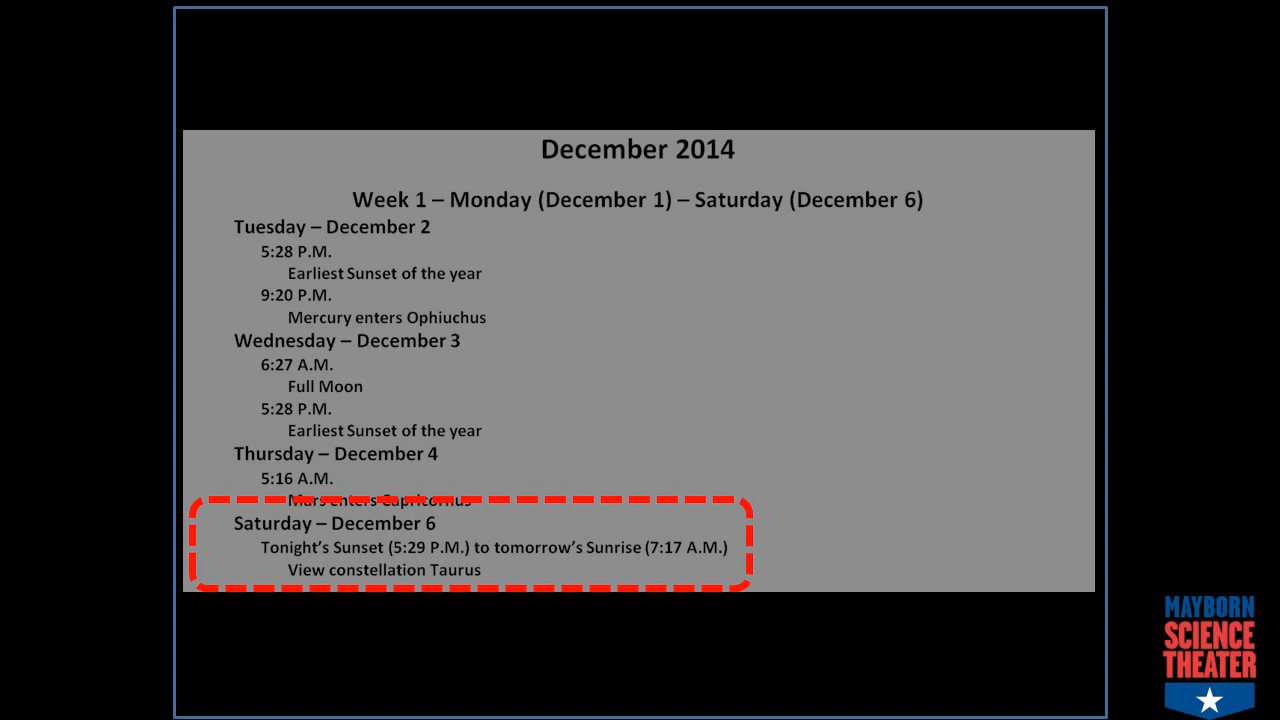 December 2014
Week 1 – Monday (December 1) – Saturday (December 6)
Tuesday – December 2
5:28 P.M.
Earliest Sunset of the year
9:20 P.M.
Mercury enters Ophiuchus
Wednesday – December 3
6:27 A.M.
Full Moon
5:28 P.M.
Earliest Sunset of the year
Thursday – December 4
5:16 A.M.
Mars enters Capricornus
Saturday – December 6
Tonight's Sunset (5:29 P.M.) to tomorrow's Sunrise (7:17 A.M.)
View constellation Taurus
MAYBORN
SCIENCE
THEATER